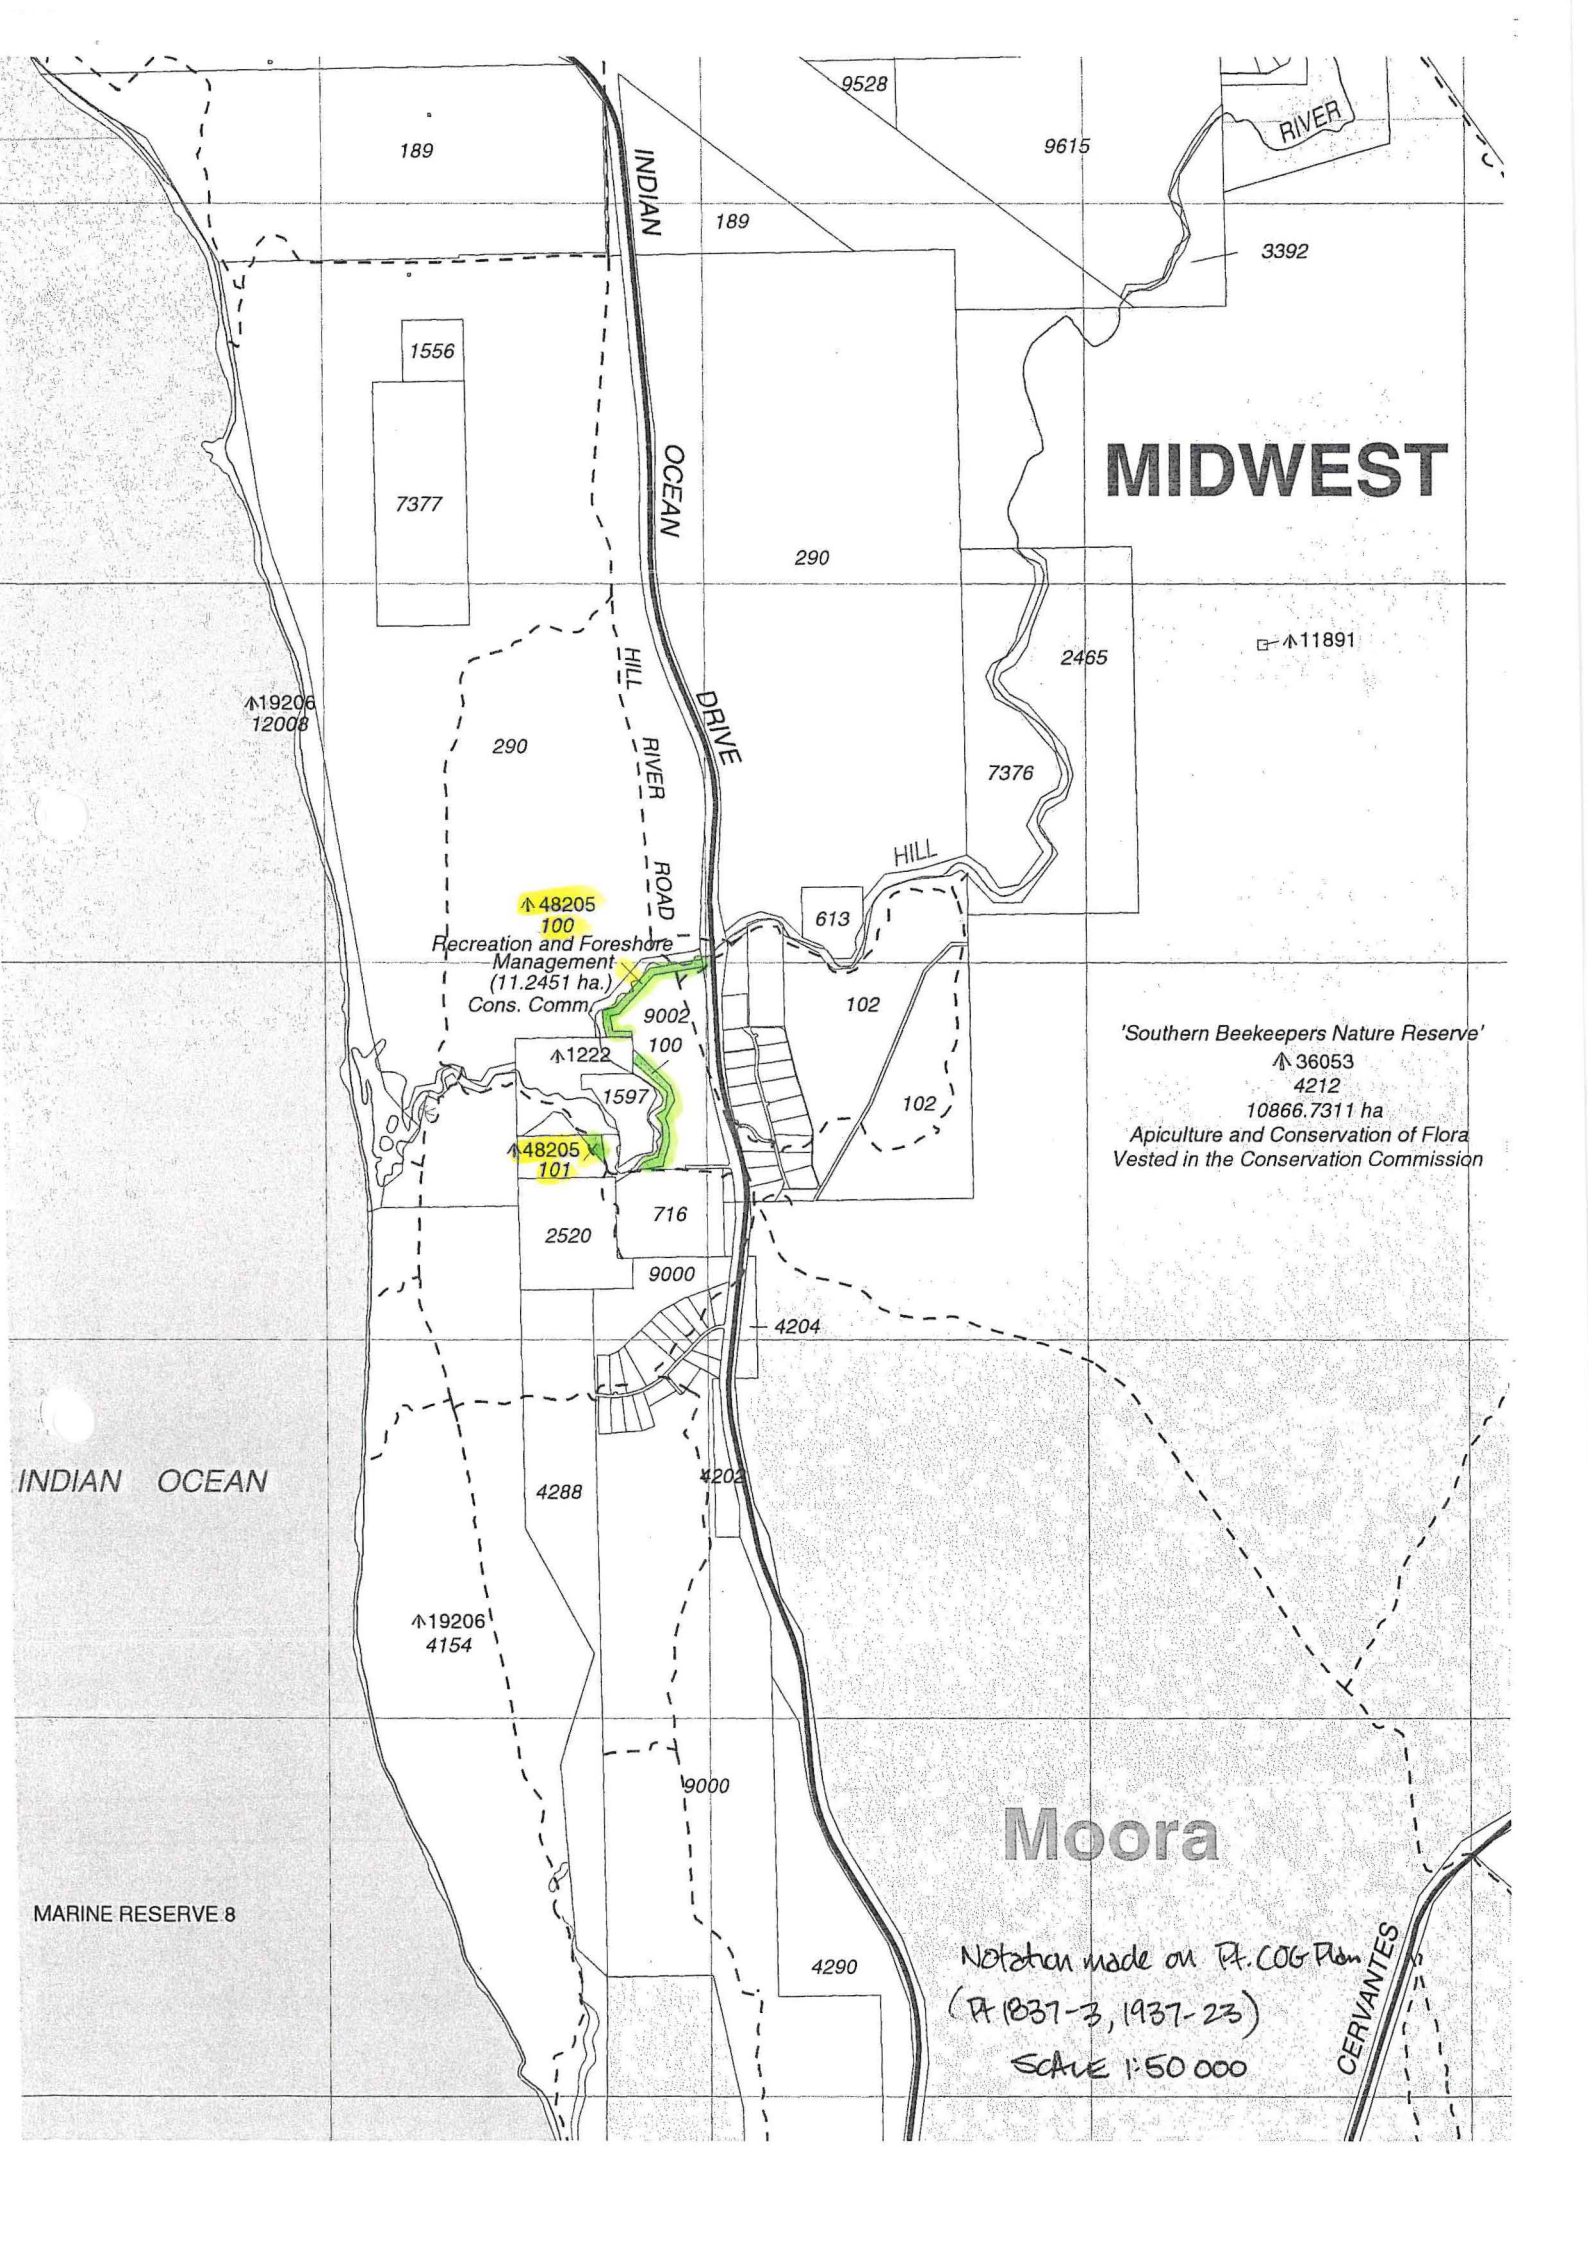 9528
RIVER
189
9615
INDIAN
189
3392
1556
MIDWEST
OCEAN
7377
290
11891
2465
HILL
19206
12008
DRIVE
290
RIVER
7376
HILL
ROAD
48205
100
613
Recreation and Foreshore
Management
(11.2451 ha.)
Cons. Comm.
9002
102
100
1222
'Southern Beekeepers Nature Reserve'
36053
4212
10866.7311 ha
Apiculture and Conservation of Flora
Vested in the Conservation Commission
1597
102
48205
101
716
2520
9000
4204
4202
INDIAN OCEAN
4288
19206
4154
9000
Moora
MARINE RESERVE 8
4290
CERVANTES
Notation made on Pt. COG Plan
(Pt 1837-3, 1937-23)
SCALE 1:50 000